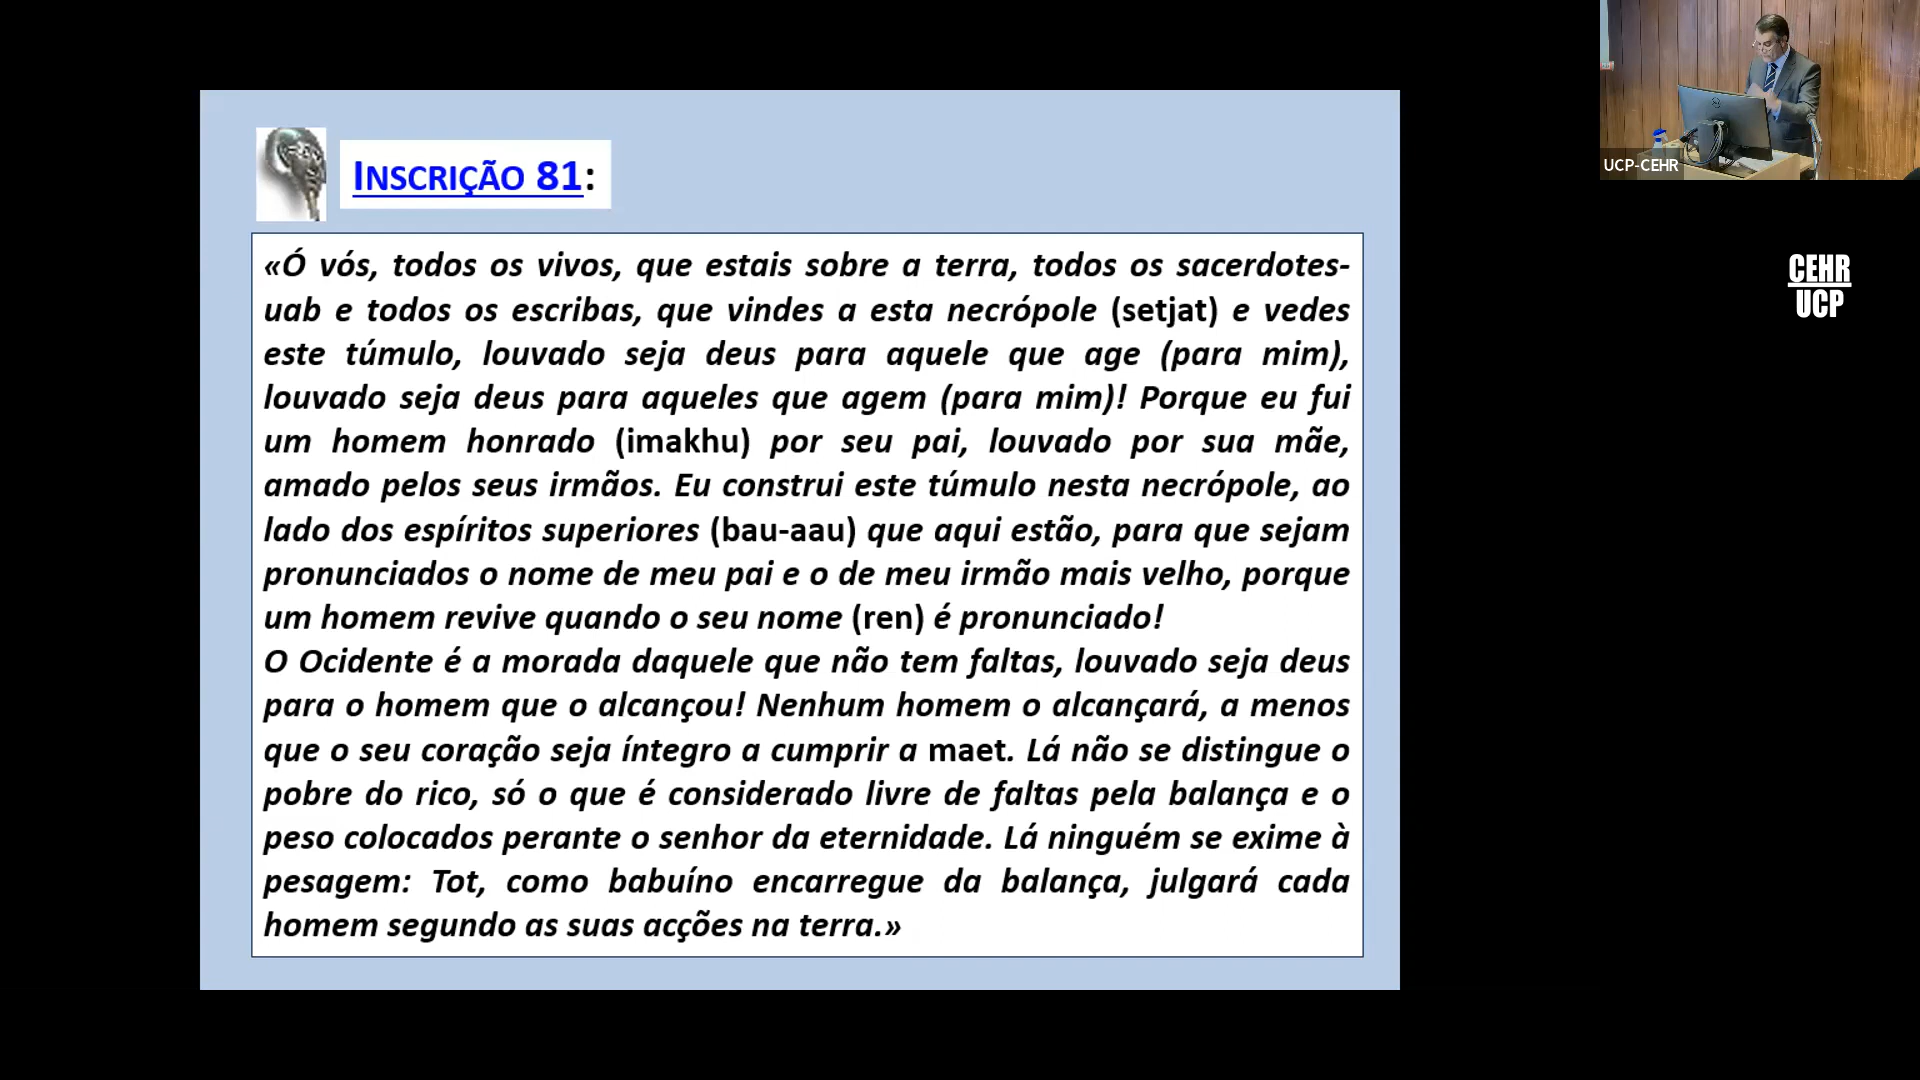 INSCRIÇÃO 81:
«Ó vós, todos os vivos, que estais sobre a terra, todos os sacerdotes-
uab e todos os escribas, que vindes a esta necrópole (setjat) e vedes
este túmulo, louvado seja deus para aquele que age (para mim),
louvado seja deus para aqueles que agem (para mim)! Porque eu fui
um homem honrado (imakhu) por seu pai, louvado por sua mãe,
amado pelos seus irmãos. Eu construi este túmulo nesta necrópole, ao
lado dos espíritos superiores (bau-aau) que aqui estão, para que sejam
pronunciados o nome de meu pai e o de meu irmão mais velho, porque
um homem revive quando o seu nome (ren) é pronunciado!
O Ocidente é a morada daquele que não tem faltas, louvado seja deus
para o homem que o alcançou! Nenhum homem o alcançará, a menos
que o seu coração seja íntegro a cumprir a maet. Lá não se distingue o
pobre do rico, só o que é considerado livre de faltas pela balança e o
peso colocados perante o senhor da eternidade. Lá ninguém se exime à
pesagem: Tot, como babuíno encarregue da balança, julgará cada
homem segundo as suas acções na terra.»
UCP-CEHR
CEHR
UCP